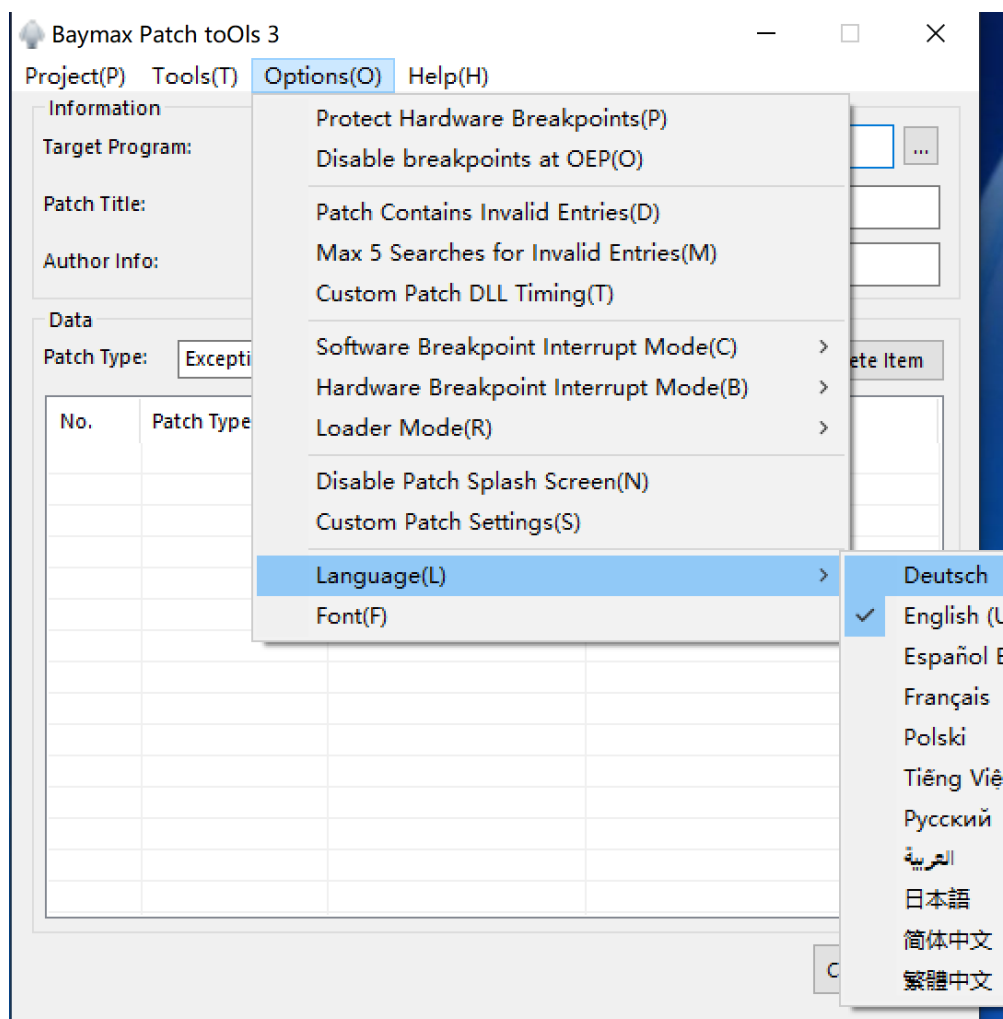 Baymax Patch toOls 3
Project(P) Tools(T) Options(O) Help(H)
Information
Target Program:
...
Patch Title:
Author Info:
Data
Patch Type:
No.
Patch Type
Protect Hardware Breakpoints(P)
Disable breakpoints at OEP(O)
Patch Contains Invalid Entries(D)
Max 5 Searches for Invalid Entries(M)
Custom Patch DLL Timing(T)
Software Breakpoint Interrupt Mode(C)
Hardware Breakpoint Interrupt Mode(B)
Loader Mode(R)
Disable Patch Splash Screen(N)
Custom Patch Settings(S)
Language(L)
Font(F)
Item
Deutsch
English
Español
Français
Polski
Tiếng
Русский
العربية
日本語
简体中文
繁體中文